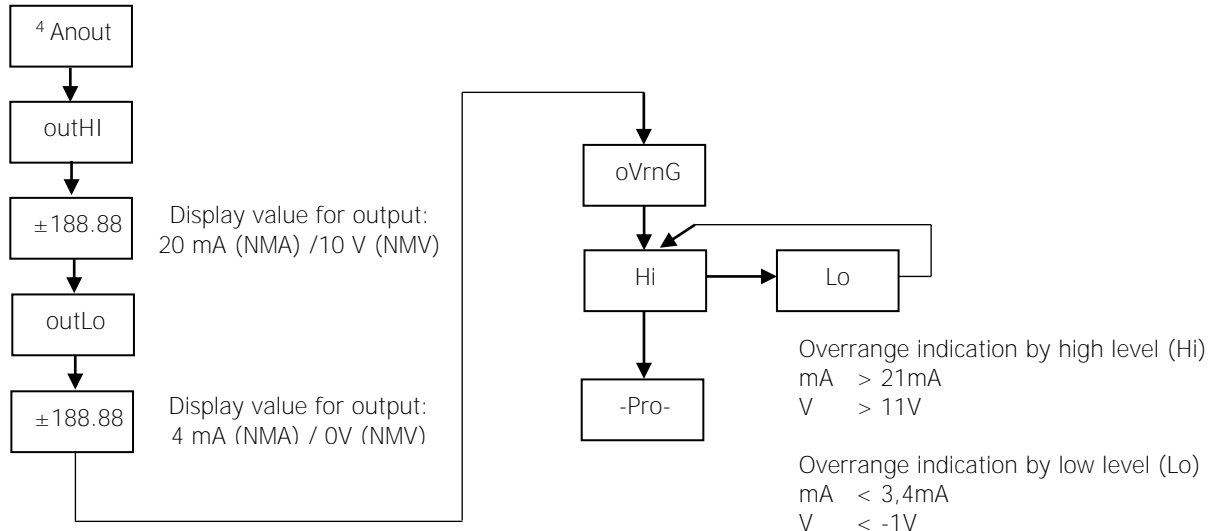 4 Anout
outHI
±188.88
Display value for output:
20 mA (NMA) /10 V (NMV)
outLo
±188.88
Display value for output:
4 mA (NMA) / 0V (NMV)
oVrnG
Hi
Lo
-Pro-
Overrange indication by high level (Hi)
mA > 21mA
V > 11V
Overrange indication by low level (Lo)
mA < 3,4mA
V < -1V